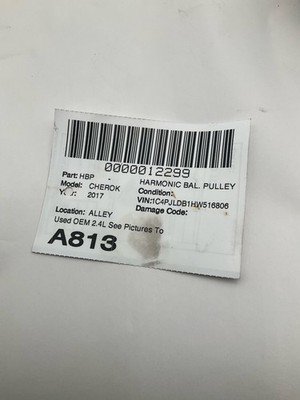 0000012299
Part: HBP HARMONIC BAL. PULLEY
Model: CHEROK Condition:
2017 VIN:1C4PJLDB1HW516806
Damage Code:
Location: ALLEY
Used OEM 2.4L See Pictures To
A813